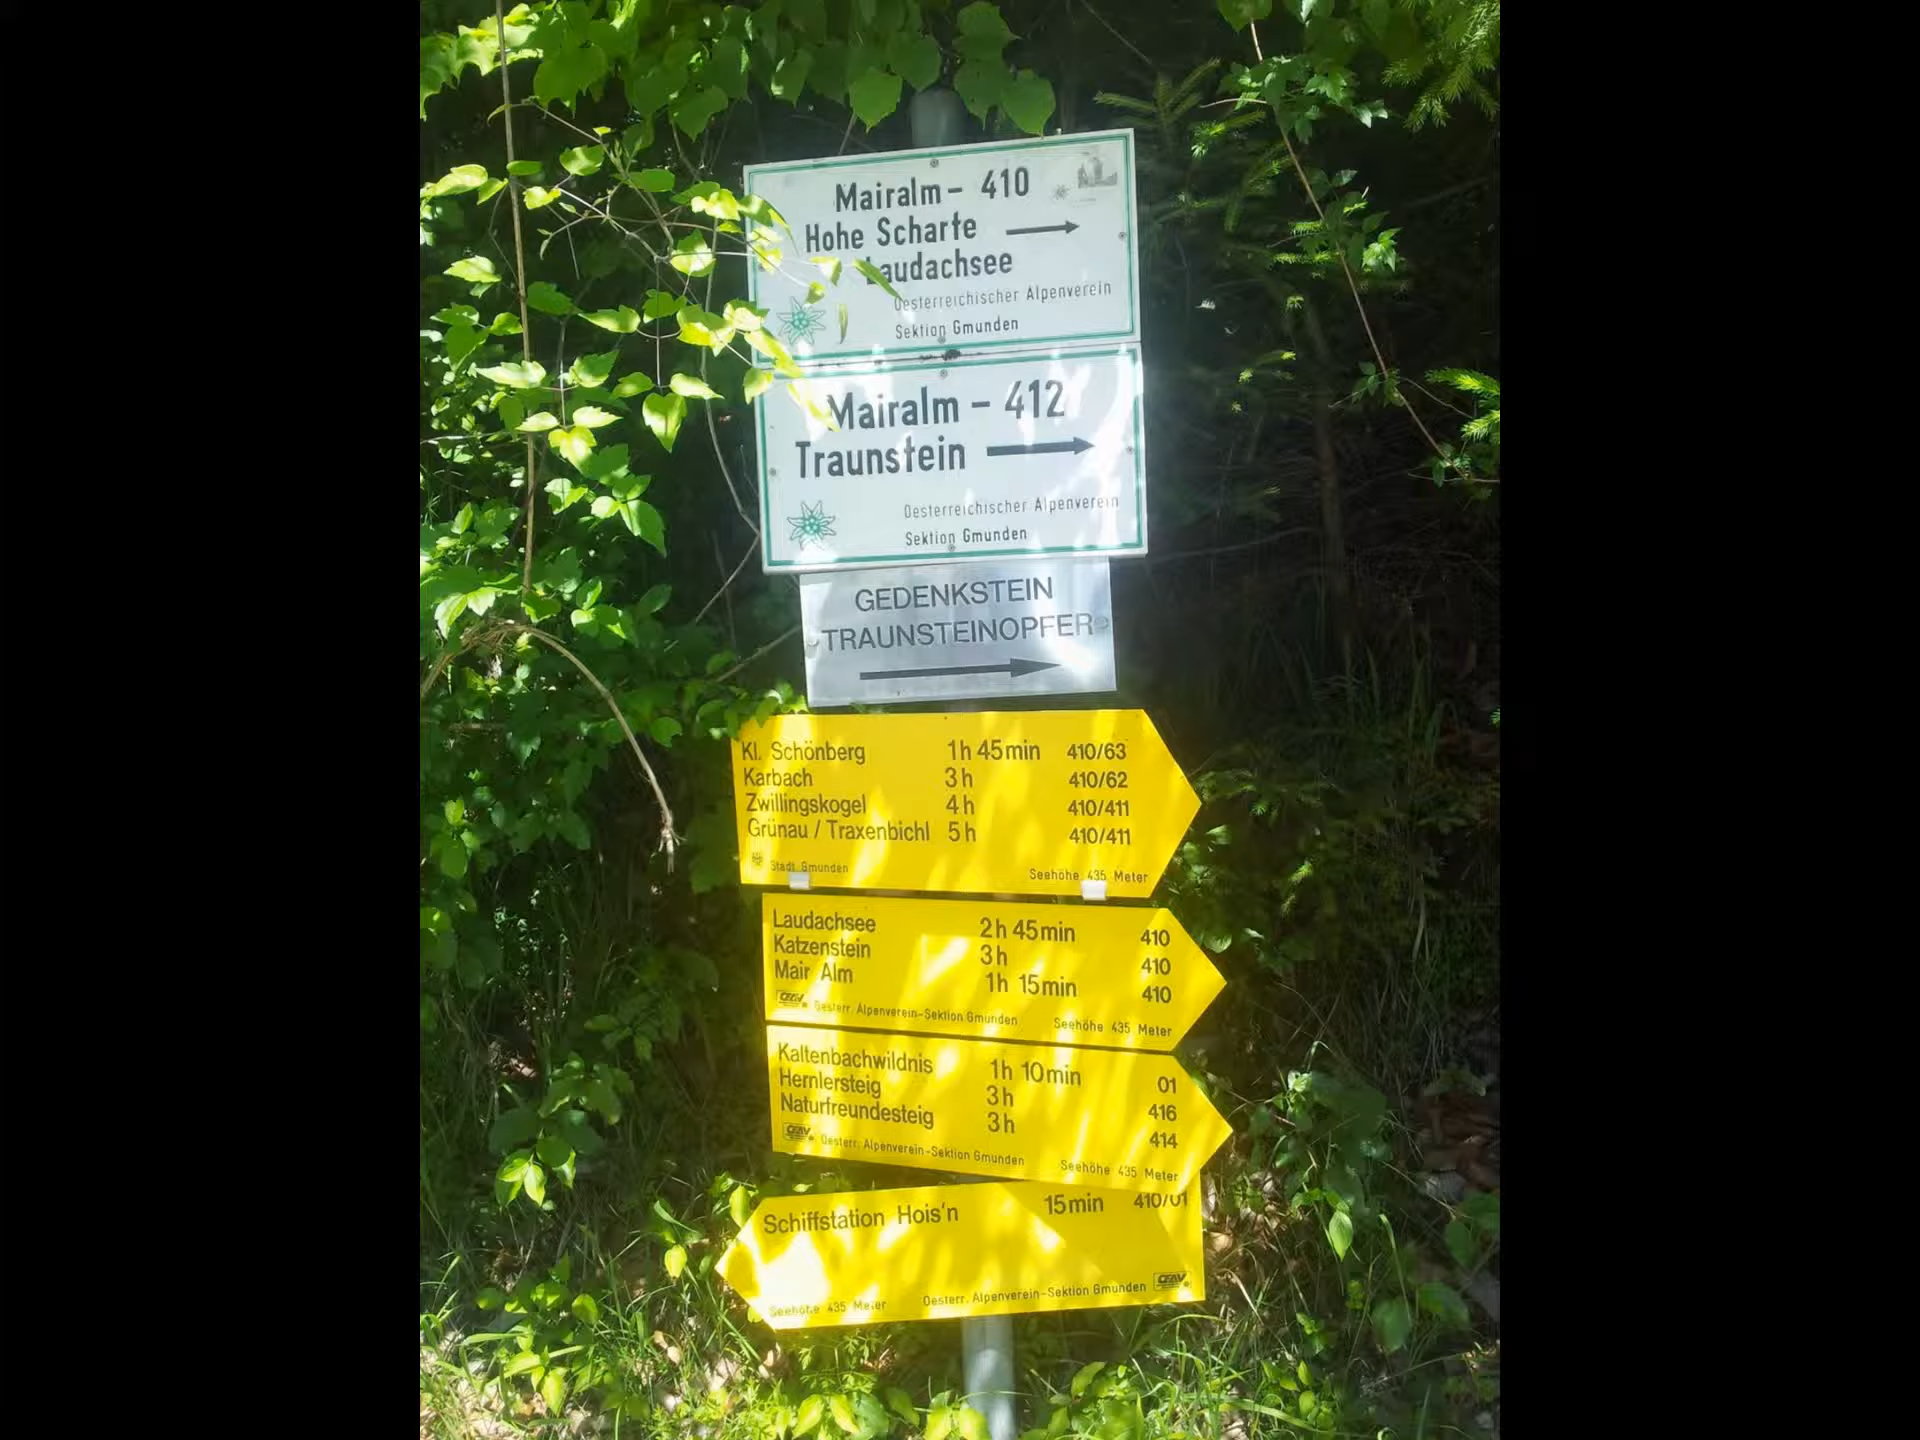 Mairalm – 410
Hohe Scharte
Laudachsee
Oesterreichischer Alpenverein
Sektion Gmunden
Mairalm – 412
Traunstein
Oesterreichischer Alpenverein
Sektion Gmunden
GEDENKSTEIN
TRAUNSTEINOPFER
Kl. Schönberg 1h 45min 410/63
Karbach 3h 410/62
Zwillingskogel 4h 410/411
Grünau / Traxenbichl 5h 410/411
Stadt Gmunden Seehöhe 435 Meter
Laudachsee 2h 45min 410
Katzenstein 3h 410
Mair Alm 1h 15min 410
Oesterr. Alpenverein–Sektion Gmunden Seehöhe 435 Meter
Kaltenbachwildnis 1h 10min 01
Hernlersteig 3h 416
Naturfreundesteig 3h 414
OEAV Oesterr. Alpenverein–Sektion Gmunden Seehöhe 435 Meter
Schiffstation Hois'n 15min 410/01
Seehöhe 435 Meter Oesterr. Alpenverein–Sektion Gmunden OEAV